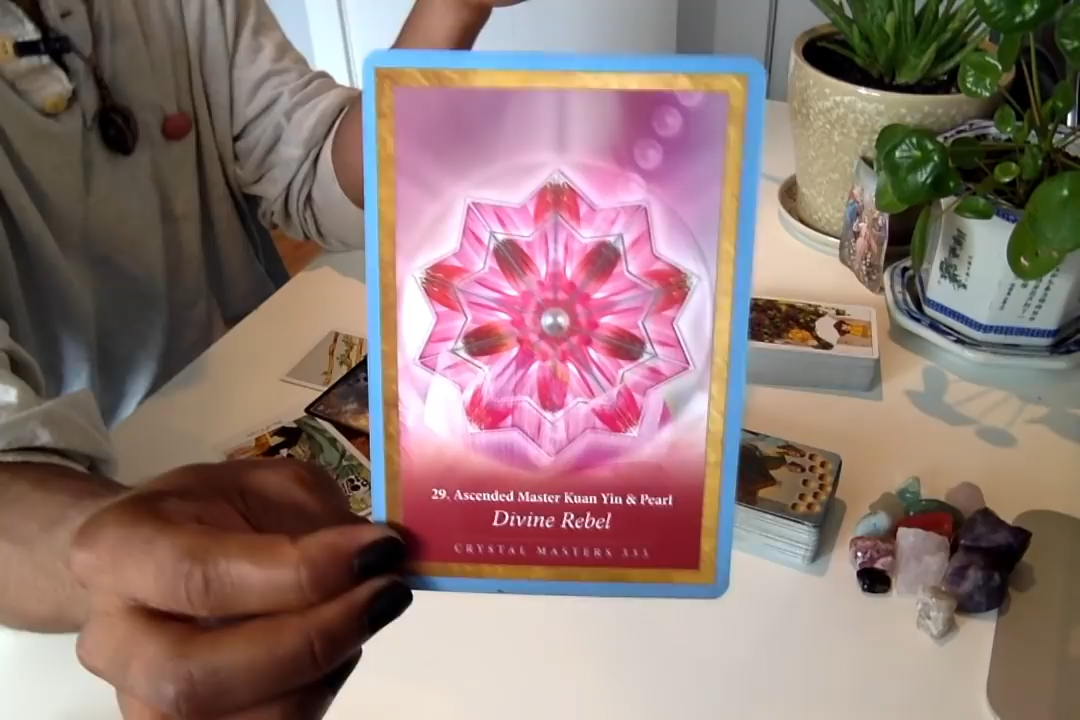 29. Ascended Master Kuan Yin & Pearl
Divine Rebel
CRYSTAL MASTERS 333